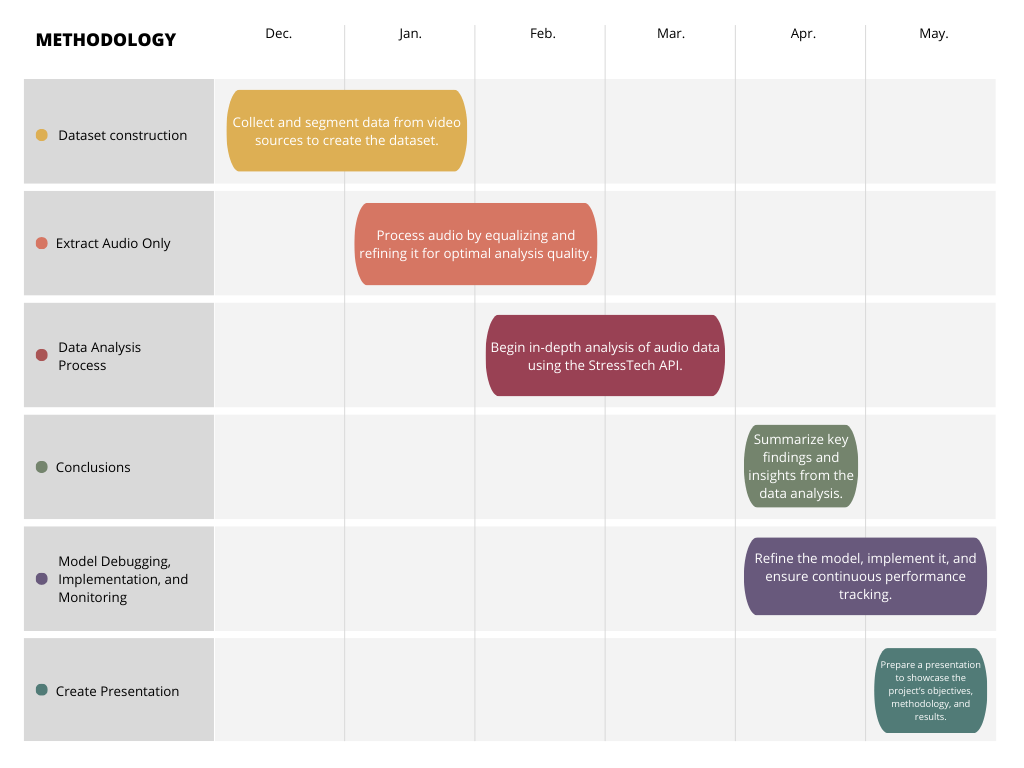 METHODOLOGY
Dec.
Jan.
Feb.
Mar.
Apr.
May.
Dataset construction
Collect and segment data from video
sources to create the dataset.
Extract Audio Only
Process audio by equalizing and
refining it for optimal analysis quality.
Data Analysis
Process
Begin in-depth analysis of audio data
using the StressTech API.
Conclusions
Summarize key
findings and
insights from the
data analysis.
Model Debugging,
Implementation, and
Monitoring
Refine the model, implement it, and
ensure continuous performance
tracking.
Create Presentation
Prepare a presentation
to showcase the
project's objectives,
methodology, and
results.